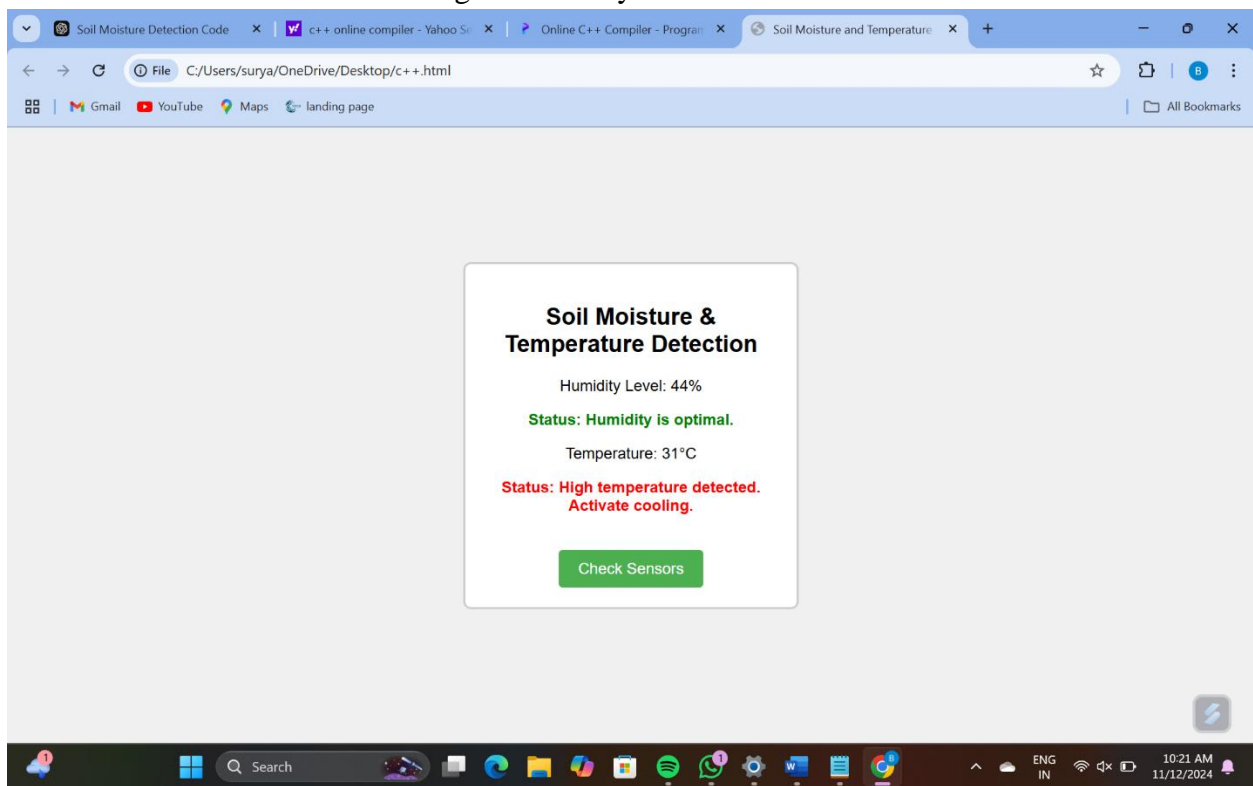 Soil Moisture Detection Code
c++ online compiler - Yahoo Se
Online C++ Compiler - Program
Soil Moisture and Temperature
File C:/Users/surya/OneDrive/Desktop/c++.html
B
Gmail YouTube Maps landing page All Bookmarks
Soil Moisture &
Temperature Detection
Humidity Level: 44%
Status: Humidity is optimal.
Temperature: 31°C
Status: High temperature detected.
Activate cooling.
Check Sensors
1
Search
1
ENG
IN
10:21 AM
11/12/2024